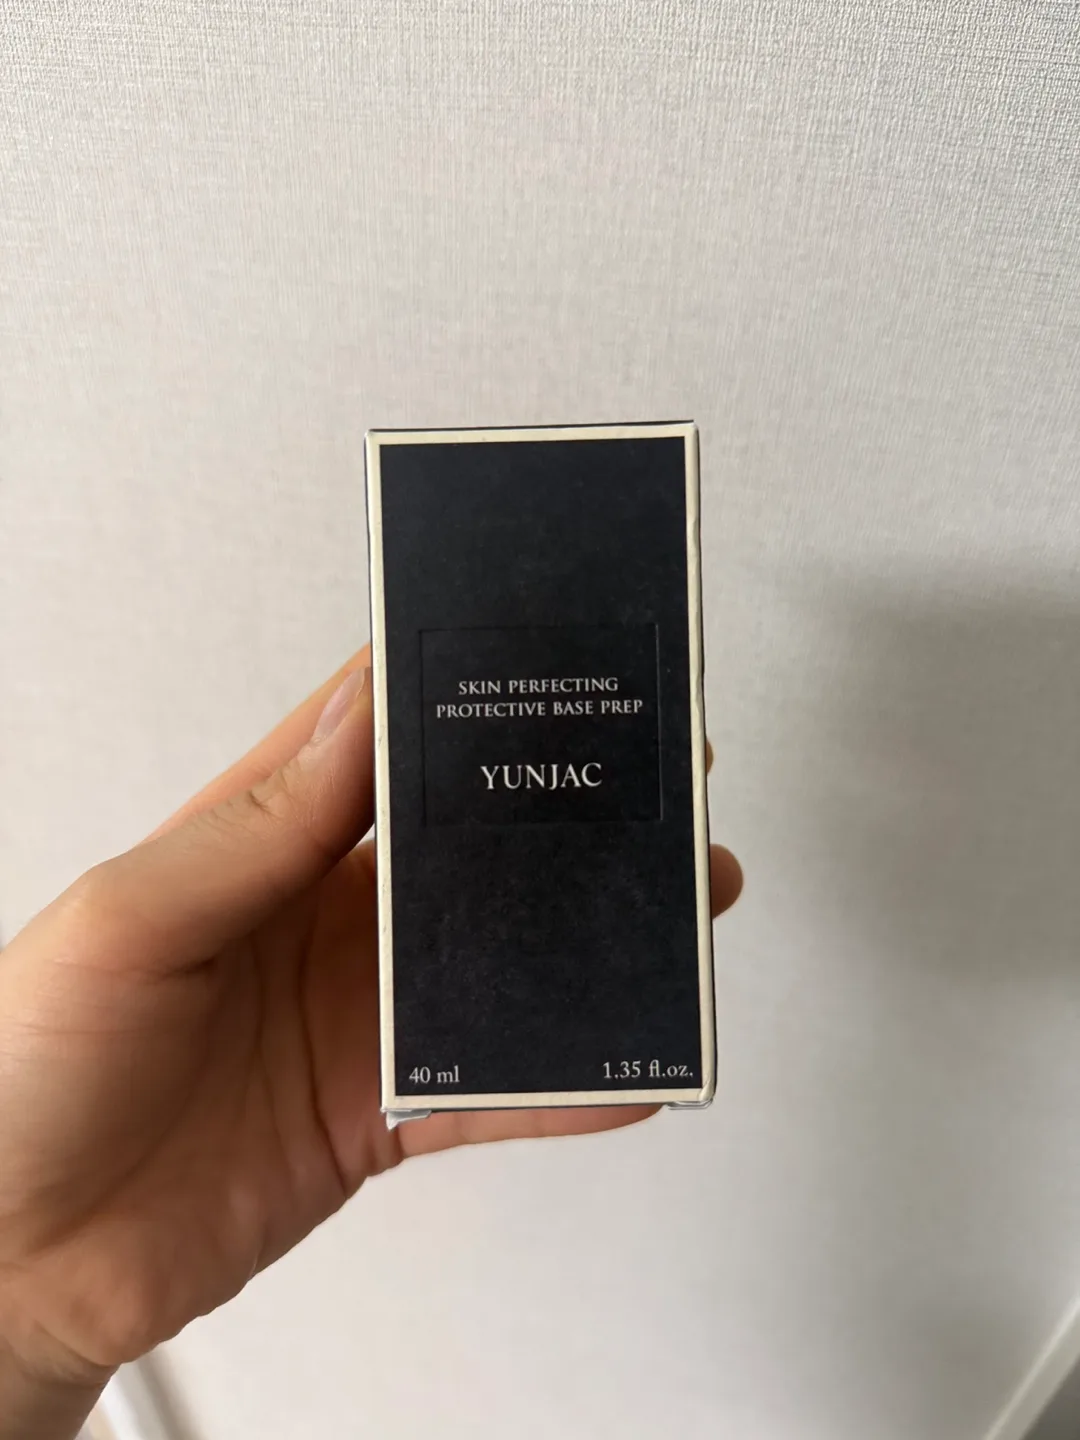 SKIN PERFECTING
PROTECTIVE BASE PREP
YUNJAC
40 ml 1.35 fl.oz.